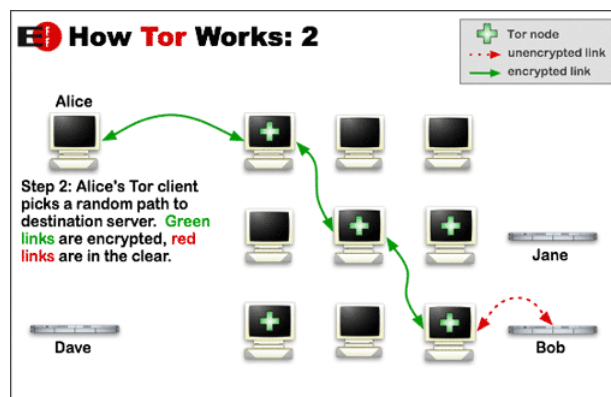 EFF How Tor Works: 2
Tor node
unencrypted link
encrypted link
Alice
Step 2: Alice's Tor client
picks a random path to
destination server. Green
links are encrypted, red
links are in the clear.
Jane
Dave
Bob